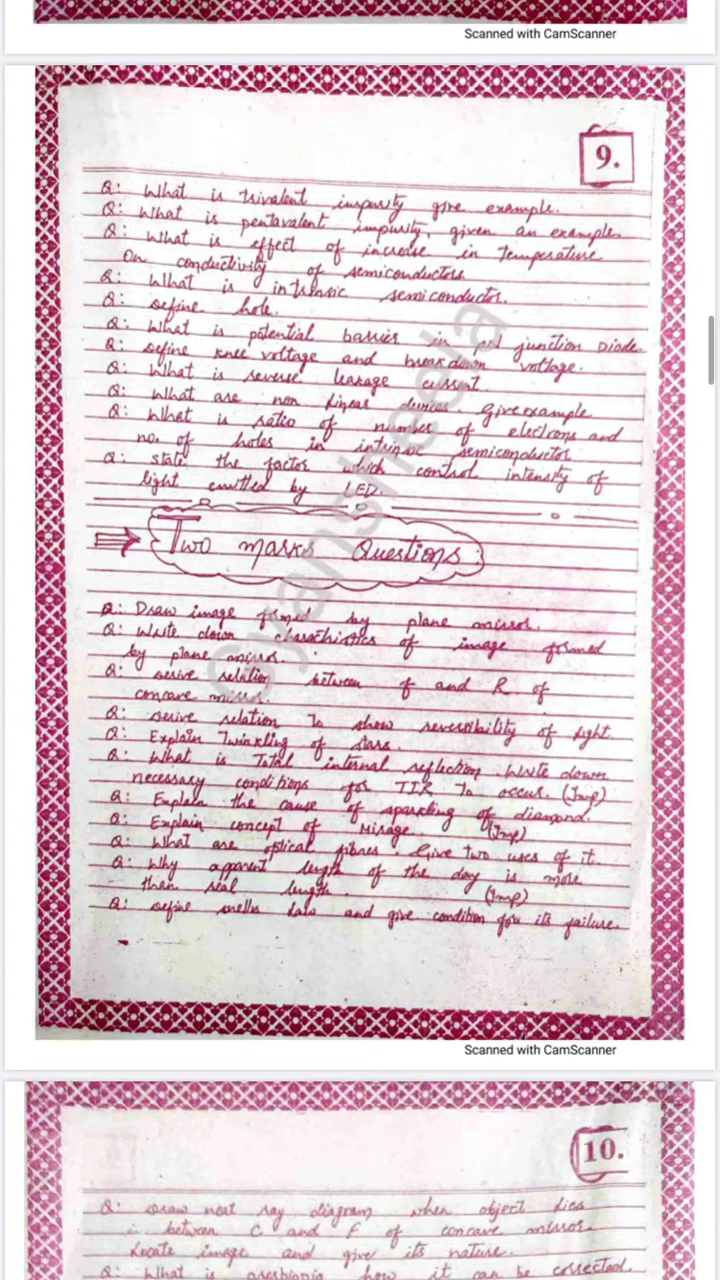 Scanned with CamScanner
9.
Q: What is trivalent impurity give example.
Q: What is pentavalent impurity, given an example.
Q: What is effect of increase in temperature
On conductivity of semiconductors
Q: What is intrinsic semiconductor.
Q: Define hole.
Q: What is potential barrier in pn junction Diode.
Q: Define knee voltage and breakdown voltage.
Q: What is reverse leakage current
Q: What are non linear devices. Give example
Q: What is ratio of number of electrons and
no. of holes in intrinsic semiconductor
Q: state the factor which control intensity of
light emitted by LED.
Two marks Questions
Q: Draw image formed by plane mirror.
Q: Write down charachistics of image formed
by plane mirror.
Q: Derive relation between f and R of
concave mirror.
Q: Derive relation To show reversibility of light
Q: Explain Twinkling of stars.
Q: What is Total internal reflection. Write down
necessary conditions for TIR To occur. (Imp)
Q: Explain the cause of sparkling of diamond.
Q: Explain concept of Mirage. (Imp)
Q: What are optical fibres. Give two uses of it.
Q: Why apparent length of the day is more
than real length. (Imp)
Q: Define snells law and give condition for its failure.
Gyansheela
Scanned with CamScanner
10.
Q: Draw neat ray diagram when object lies
in between C and F of concave mirror.
Locate image and give its nature.
Q: What is presbiopia how it can be corrected.